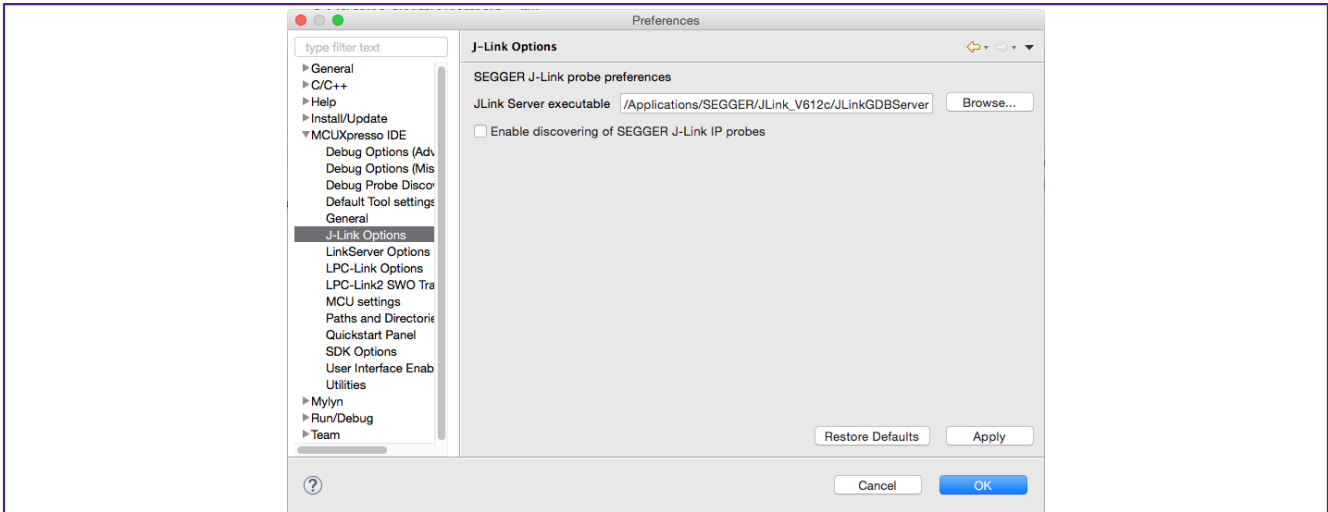 Preferences
type filter text
General
C/C++
Help
Install/Update
MCUXpresso IDE
Debug Options (Adv
Debug Options (Mis
Debug Probe Disco
Default Tool settings
General
J-Link Options
LinkServer Options
LPC-Link Options
LPC-Link2 SWO Tra
MCU settings
Paths and Directorie
Quickstart Panel
SDK Options
User Interface Enab
Utilities
Mylyn
Run/Debug
Team
J-Link Options
SEGGER J-Link probe preferences
JLink Server executable /Applications/SEGGER/JLink_V612c/JLinkGDBServer Browse...
Enable discovering of SEGGER J-Link IP probes
Restore Defaults Apply
? Cancel OK